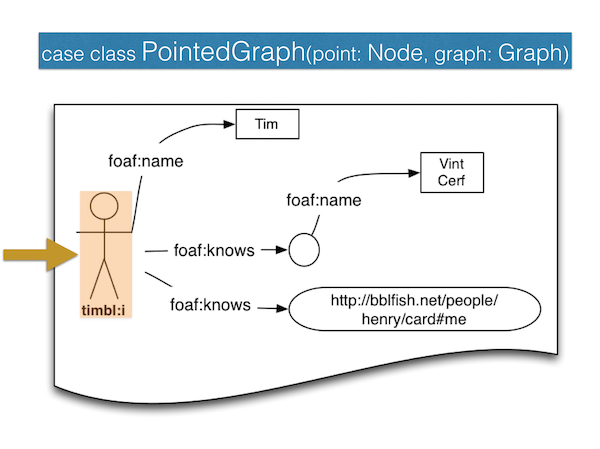 case class PointedGraph(point: Node, graph: Graph)
Tim
foaf:name
Vint
Cerf
foaf:name
foaf:knows
foaf:knows
timbl:i
http://bblfish.net/people/
henry/card#me